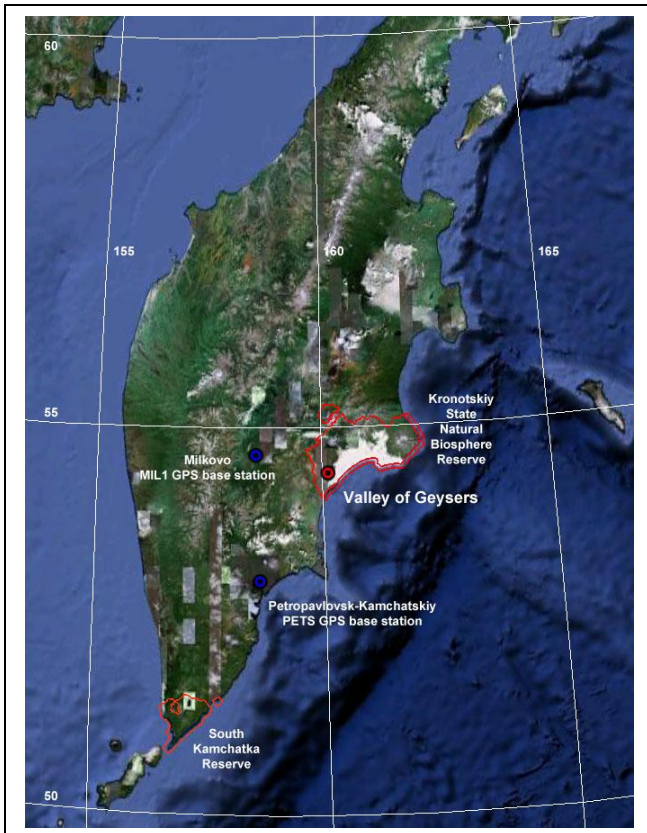 60
155
160
165
55
Kronotskiy
State
Natural
Biosphere
Reserve
Milkovo
MIL1 GPS base station
Valley of Geysers
Petropavlovsk-Kamchatskiy
PETS GPS base station
South
Kamchatka
Reserve
50